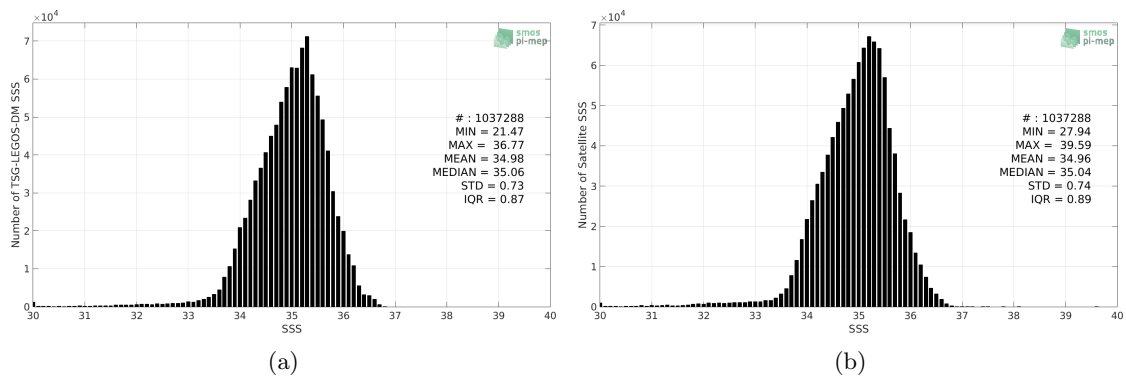 ×10⁴
smos
pi-mep
7
6
5
4
3
2
1
0
Number of TSG-LEGOS-DM SSS
# : 1037288
MIN = 21.47
MAX = 36.77
MEAN = 34.98
MEDIAN = 35.06
STD = 0.73
IQR = 0.87
30 31 32 33 34 35 36 37 38 39 40
SSS
(a)
×10⁴
smos
pi-mep
7
6
5
4
3
2
1
0
Number of Satellite SSS
# : 1037288
MIN = 27.94
MAX = 39.59
MEAN = 34.96
MEDIAN = 35.04
STD = 0.74
IQR = 0.89
30 31 32 33 34 35 36 37 38 39 40
SSS
(b)